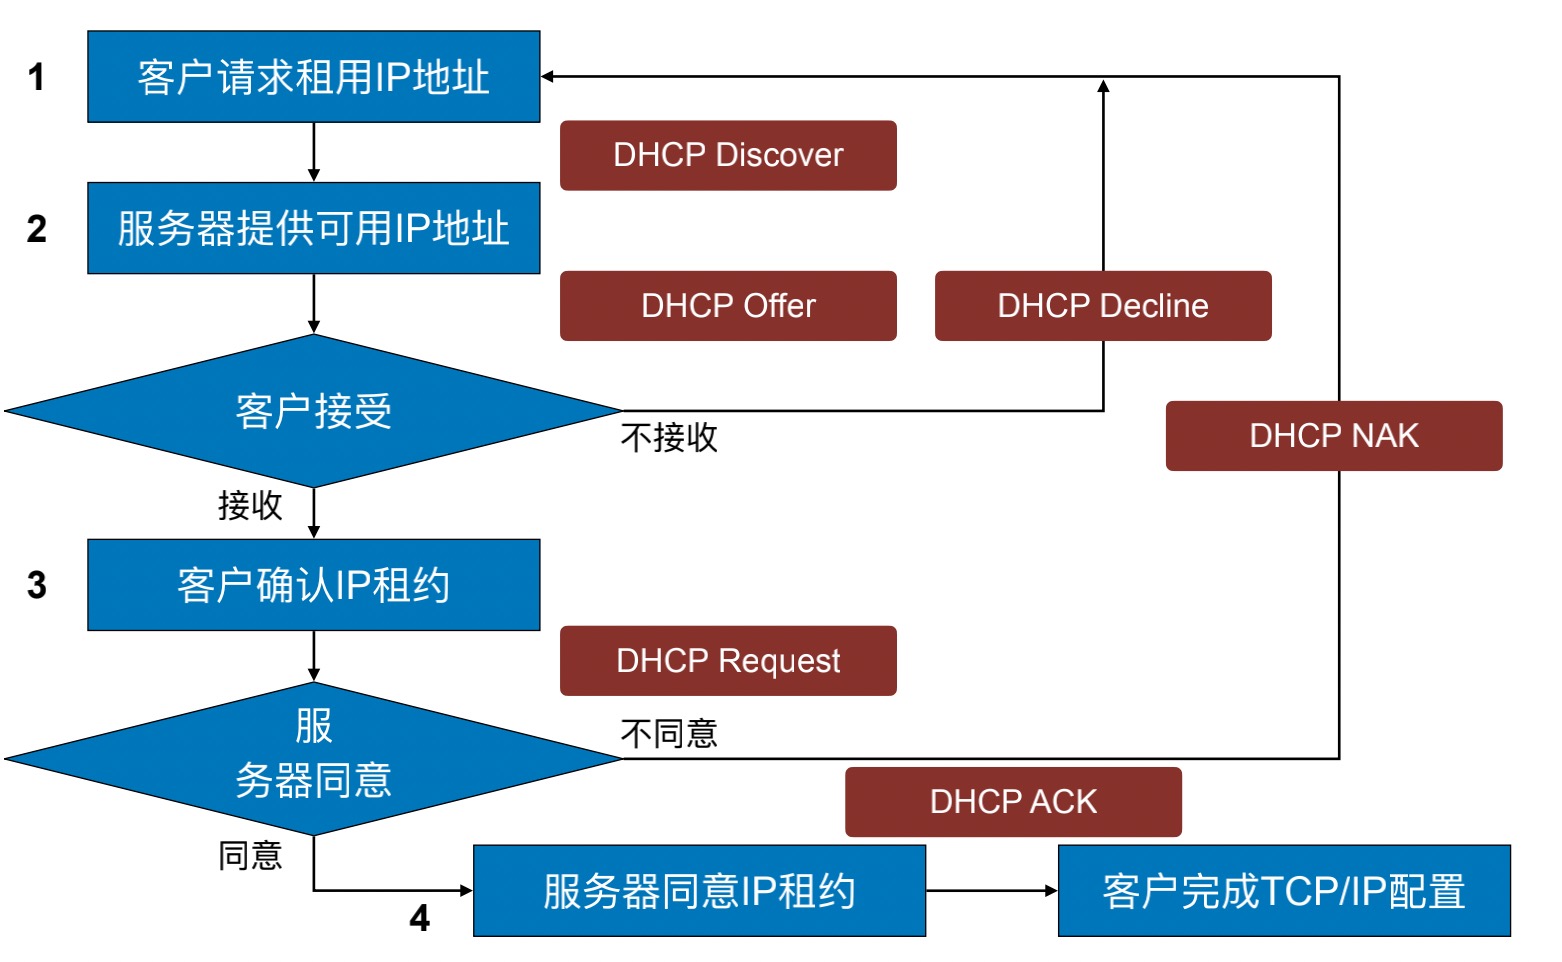 1
客户请求租用IP地址
DHCP Discover
2
服务器提供可用IP地址
DHCP Offer
DHCP Decline
客户接受
不接收
DHCP NAK
接收
3
客户确认IP租约
DHCP Request
服
务器同意
不同意
DHCP ACK
同意
4
服务器同意IP租约
客户完成TCP/IP配置